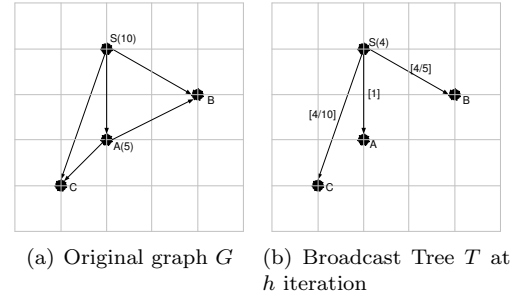 S(10)
B
A(5)
C
S(4)
[4/5]
[1]
[4/10]
B
A
C
(a) Original graph G
(b) Broadcast Tree T at
h iteration